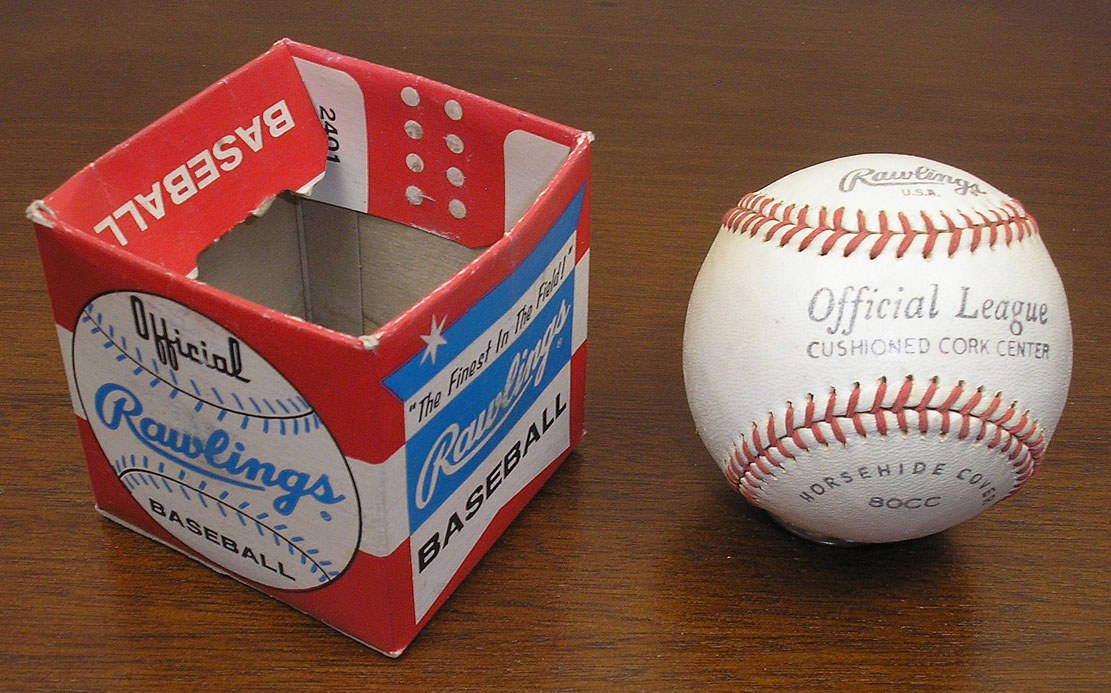 BASEBALL
2401
Official
Rawlings®
BASEBALL
"The Finest In The Field!"
Rawlings®
BASEBALL
Rawlings
U.S.A.
Official League
CUSHIONED CORK CENTER
HORSEHIDE COVER
80CC